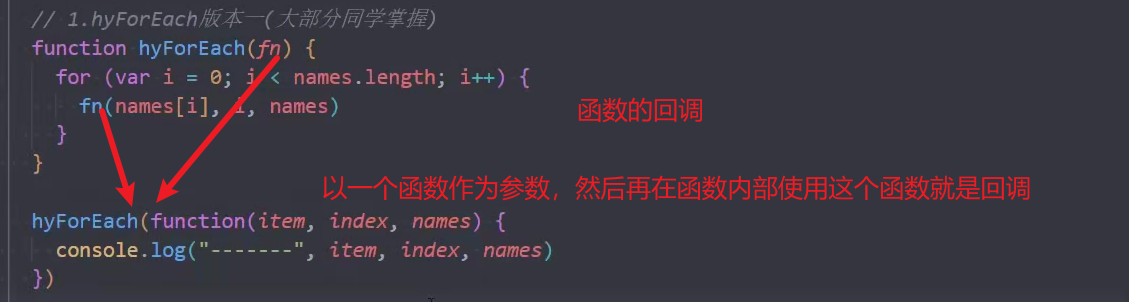 // 1.hyForEach版本一(大部分同学掌握)
function hyForEach(fn) {
for (var i = 0; i < names.length; i++) {
fn(names[i], i, names)
函数的回调
}
}
以一个函数作为参数，然后再在函数内部使用这个函数就是回调
hyForEach(function(item, index, names) {
console.log("-------", item, index, names)
})